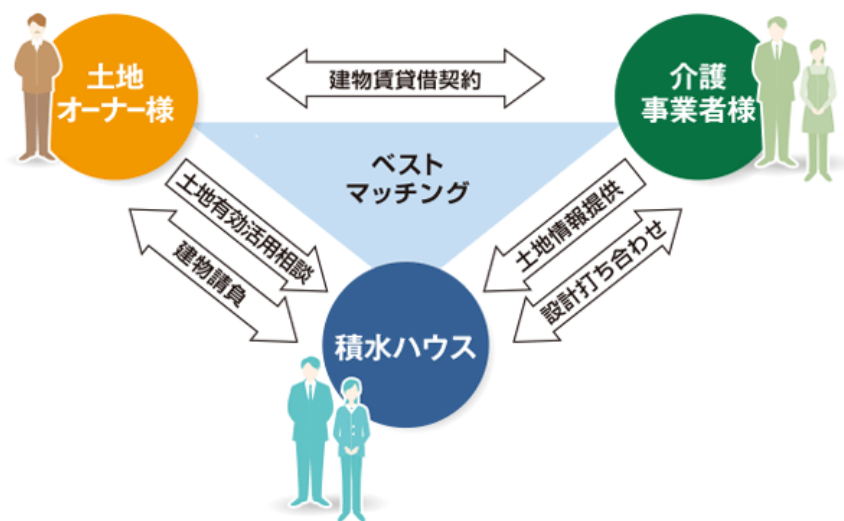 土地
オーナー様
建物賃貸借契約
介護
事業者様
ベスト
マッチング
土地有効活用相談
建物請負
土地情報提供
設計打ち合わせ
積水ハウス